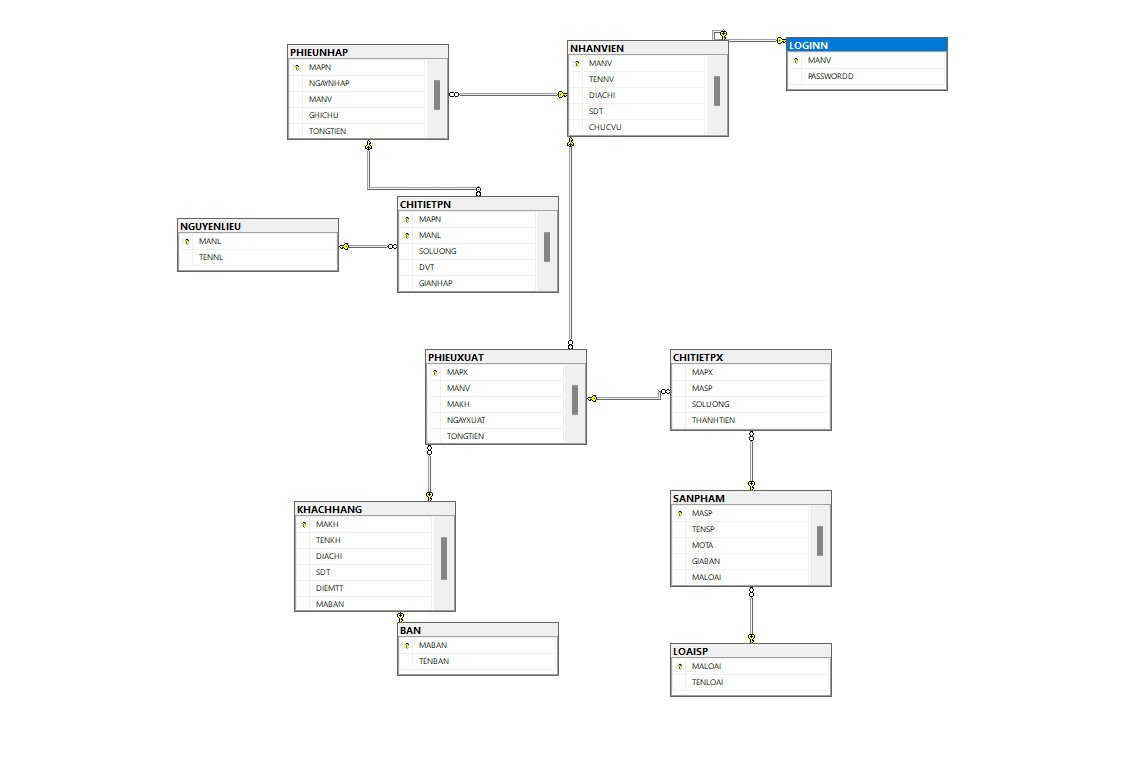 PHIEUNHAP
MAPN
NGAYNHAP
MANV
GHICHU
TONGTIEN
NHANVIEN
MANV
TENNV
DIACHI
SDT
CHUCVU
LOGINN
MANV
PASSWORDD
NGUYENLIEU
MANL
TENNL
CHITIETPN
MAPN
MANL
SOLUONG
DVT
GIANHAP
PHIEUXUAT
MAPX
MANV
MAKH
NGAYXUAT
TONGTIEN
CHITIETPX
MAPX
MASP
SOLUONG
THANHTIEN
KHACHHANG
MAKH
TENKH
DIACHI
SDT
DIEMTT
MABAN
SANPHAM
MASP
TENSP
MOTA
GIABAN
MALOAI
BAN
MABAN
TENBAN
LOAISP
MALOAI
TENLOAI